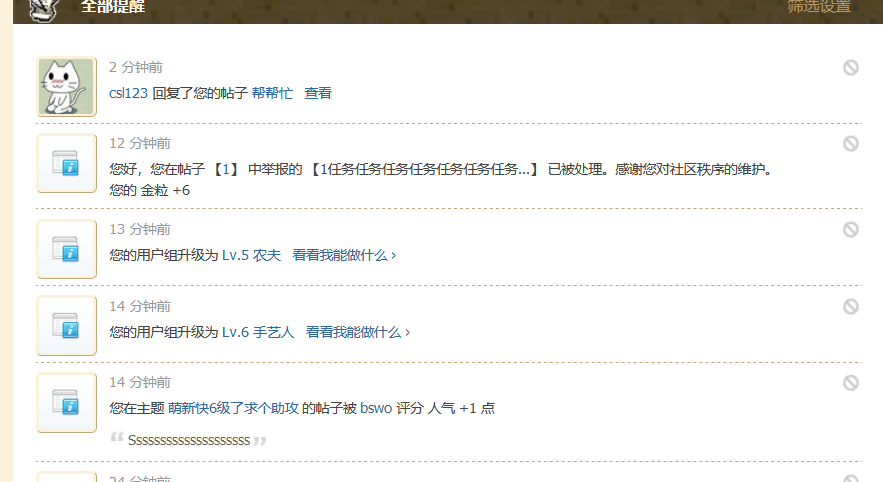 全部提醒
筛选设置
2 分钟前
csl123 回复了您的帖子 帮帮忙 查看
12 分钟前
您好，您在帖子 【1】 中举报的 【1任务任务任务任务任务任务任务...】 已被处理。感谢您对社区秩序的维护。
您的 金粒 +6
13 分钟前
您的用户组升级为 Lv.5 农夫 看看我能做什么 ›
14 分钟前
您的用户组升级为 Lv.6 手艺人 看看我能做什么 ›
14 分钟前
您在主题 萌新快6级了求个助攻 的帖子被 bswo 评分 人气 +1 点
“ Ssssssssssssssssssss ”
24 分钟前